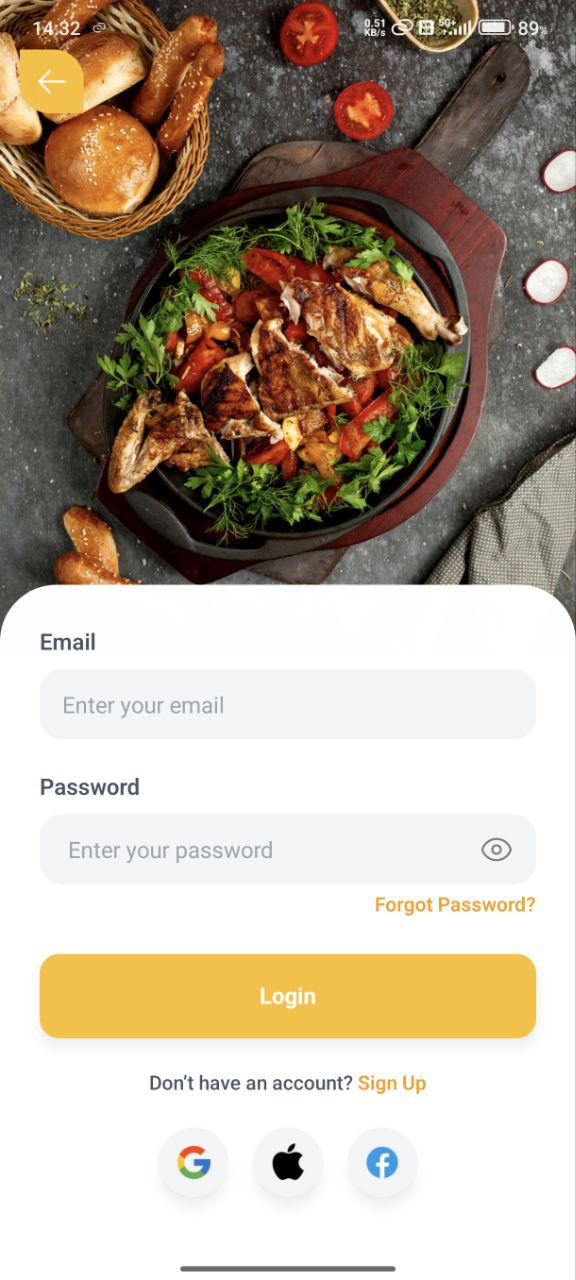 14:32
0.51
KB/s
5G+
89%
Email
Enter your email
Password
Enter your password
Forgot Password?
Login
Don’t have an account? Sign Up